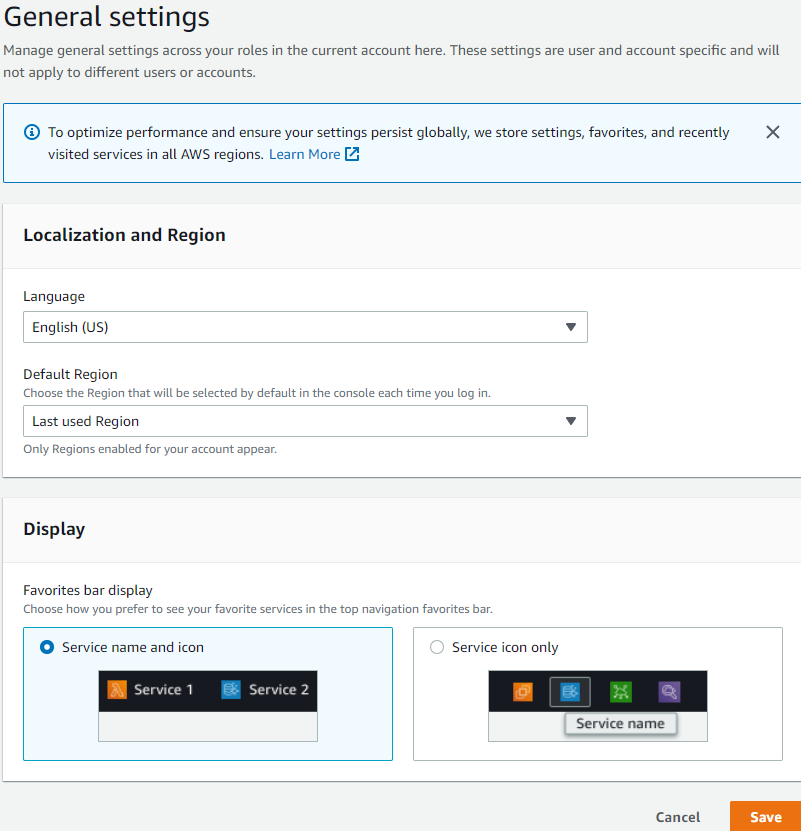 General settings
Manage general settings across your roles in the current account here. These settings are user and account specific and will
not apply to different users or accounts.
To optimize performance and ensure your settings persist globally, we store settings, favorites, and recently
visited services in all AWS regions. Learn More
Localization and Region
Language
English (US)
Default Region
Choose the Region that will be selected by default in the console each time you log in.
Last used Region
Only Regions enabled for your account appear.
Display
Favorites bar display
Choose how you prefer to see your favorite services in the top navigation favorites bar.
Service name and icon
Service 1 Service 2
Service icon only
Service name
Cancel Save